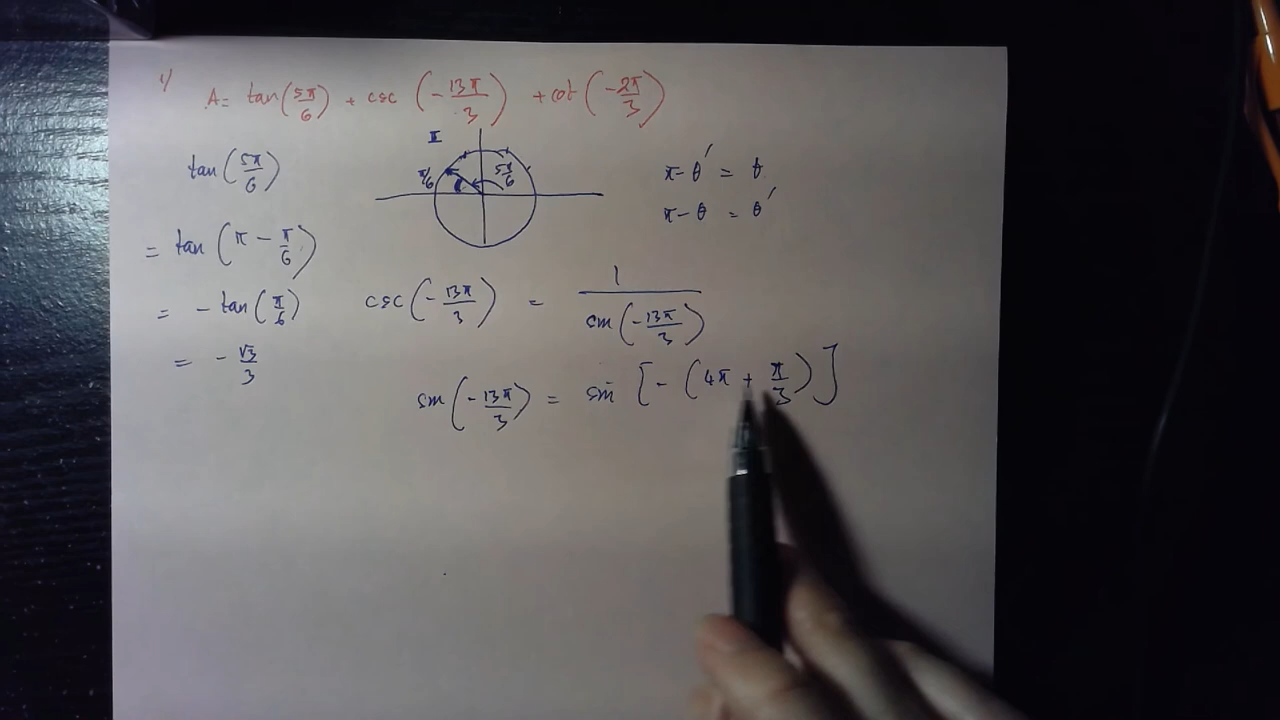 1) A = tan(5π/6) + csc(-13π/3) + cot(-2π/3)
tan(5π/6)
II
π/6
5π/6
π - θ' = θ
π - θ = θ'
= tan(π - π/6)
= - tan(π/6)
= - √3/3
csc(-13π/3) = 1/sin(-13π/3)
sin(-13π/3) = sin[-(4π + π/3)]